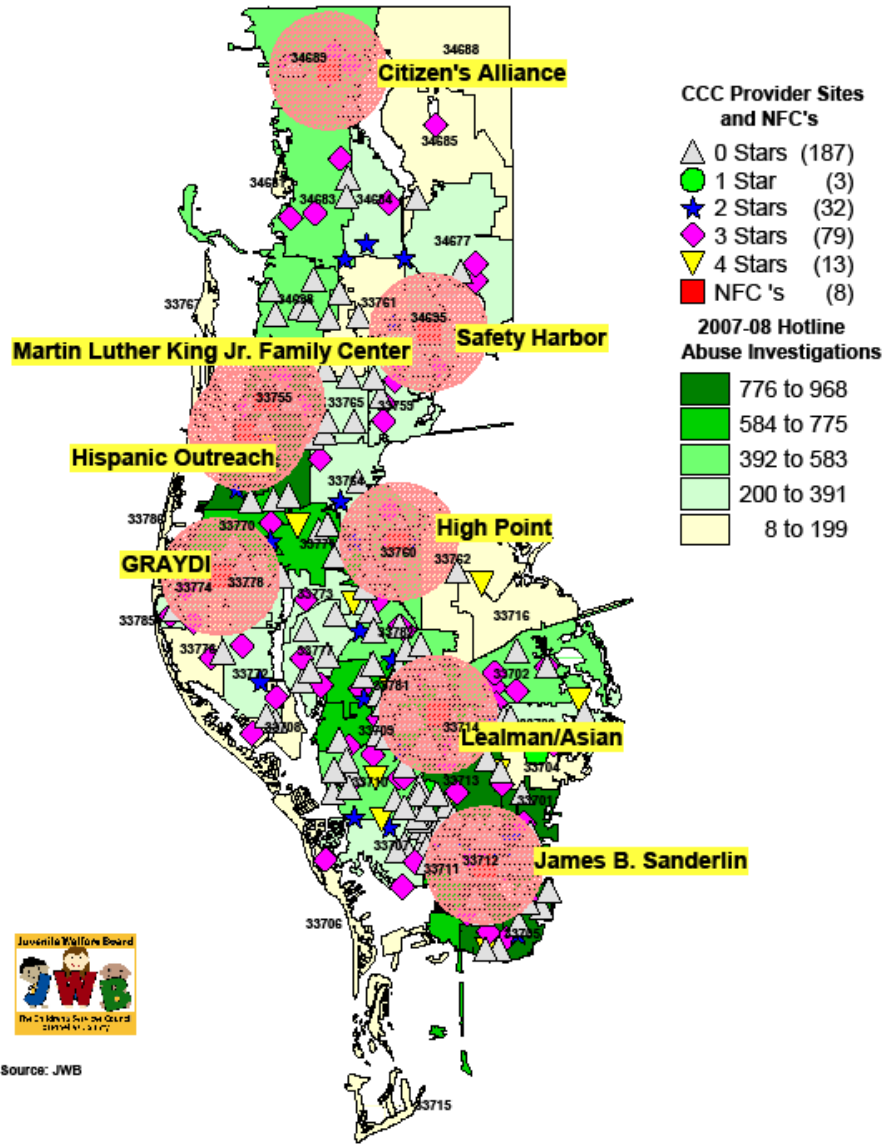 34688
34689
Citizen's Alliance
34685
34683
34684
34677
33761
33767
34698
34695
Safety Harbor
Martin Luther King Jr. Family Center
33755
33765
33759
Hispanic Outreach
33764
33786
33770
High Point
33760
33762
GRAYDI
33774
33778
33773
33716
33785
33782
33776
33777
33702
33772
33781
33708
33709
33714
Lealman/Asian
33704
33710
33713
33701
33707
33711
33712
James B. Sanderlin
33706
33705
33715
CCC Provider Sites
and NFC's
0 Stars (187)
1 Star (3)
2 Stars (32)
3 Stars (79)
4 Stars (13)
NFC 's (8)
2007-08 Hotline
Abuse Investigations
776 to 968
584 to 775
392 to 583
200 to 391
8 to 199
Juvenile Welfare Board
JWB
Source: JWB